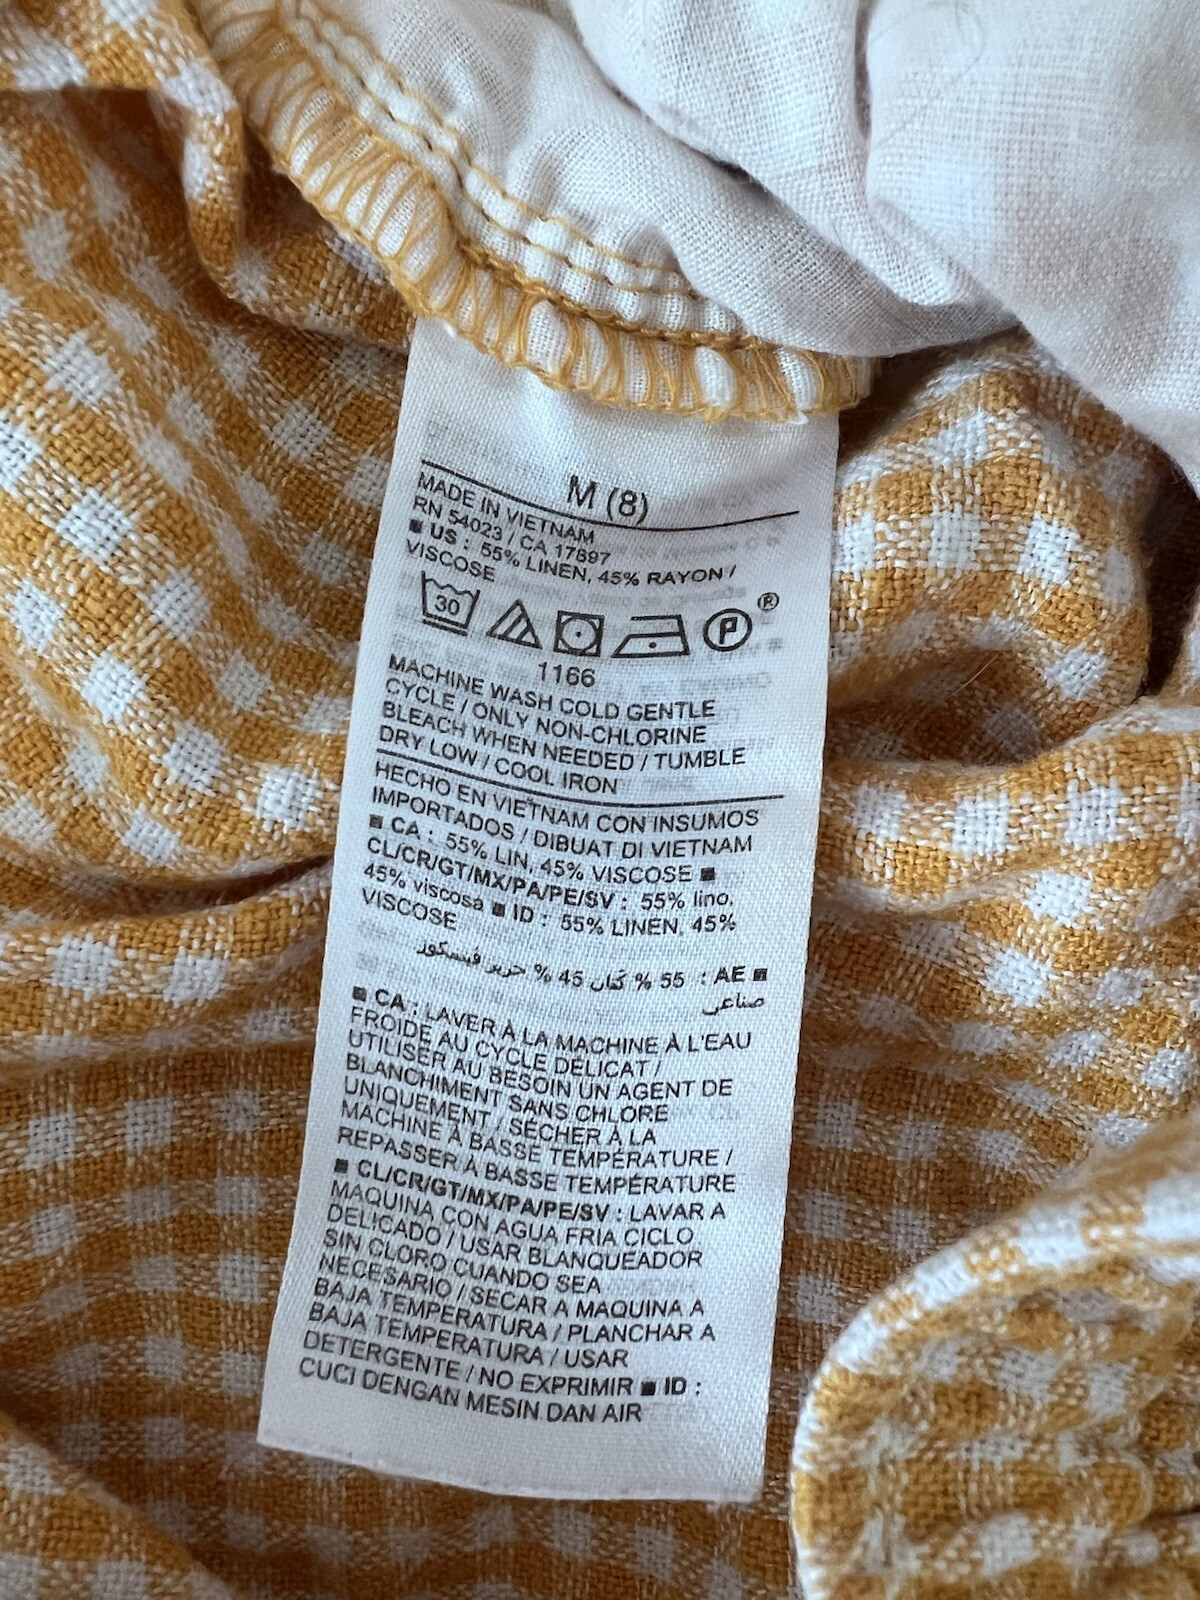 M (8)
MADE IN VIETNAM
RN 54023 / CA 17897
■ US : 55% LINEN, 45% RAYON /
VISCOSE
30 P ®
1166
MACHINE WASH COLD GENTLE
CYCLE / ONLY NON-CHLORINE
BLEACH WHEN NEEDED / TUMBLE
DRY LOW / COOL IRON
HECHO EN VIETNAM CON INSUMOS
IMPORTADOS / DIBUAT DI VIETNAM
■ CA : 55% LIN, 45% VISCOSE ■
CL/CR/GT/MX/PA/PE/SV : 55% lino,
45% viscosa ■ ID : 55% LINEN, 45%
VISCOSE
■ AE : 55 % كتان 45 % حرير فيسكوز
صناعي
■ CA : LAVER À LA MACHINE À L'EAU
FROIDE AU CYCLE DÉLICAT /
UTILISER AU BESOIN UN AGENT DE
BLANCHIMENT SANS CHLORE
UNIQUEMENT / SÉCHER À LA
MACHINE À BASSE TEMPÉRATURE /
REPASSER À BASSE TEMPÉRATURE
■ CL/CR/GT/MX/PA/PE/SV : LAVAR A
MAQUINA CON AGUA FRIA CICLO
DELICADO / USAR BLANQUEADOR
SIN CLORO CUANDO SEA
NECESARIO / SECAR A MAQUINA A
BAJA TEMPERATURA / PLANCHAR A
BAJA TEMPERATURA / USAR
DETERGENTE / NO EXPRIMIR ■ ID :
CUCI DENGAN MESIN DAN AIR